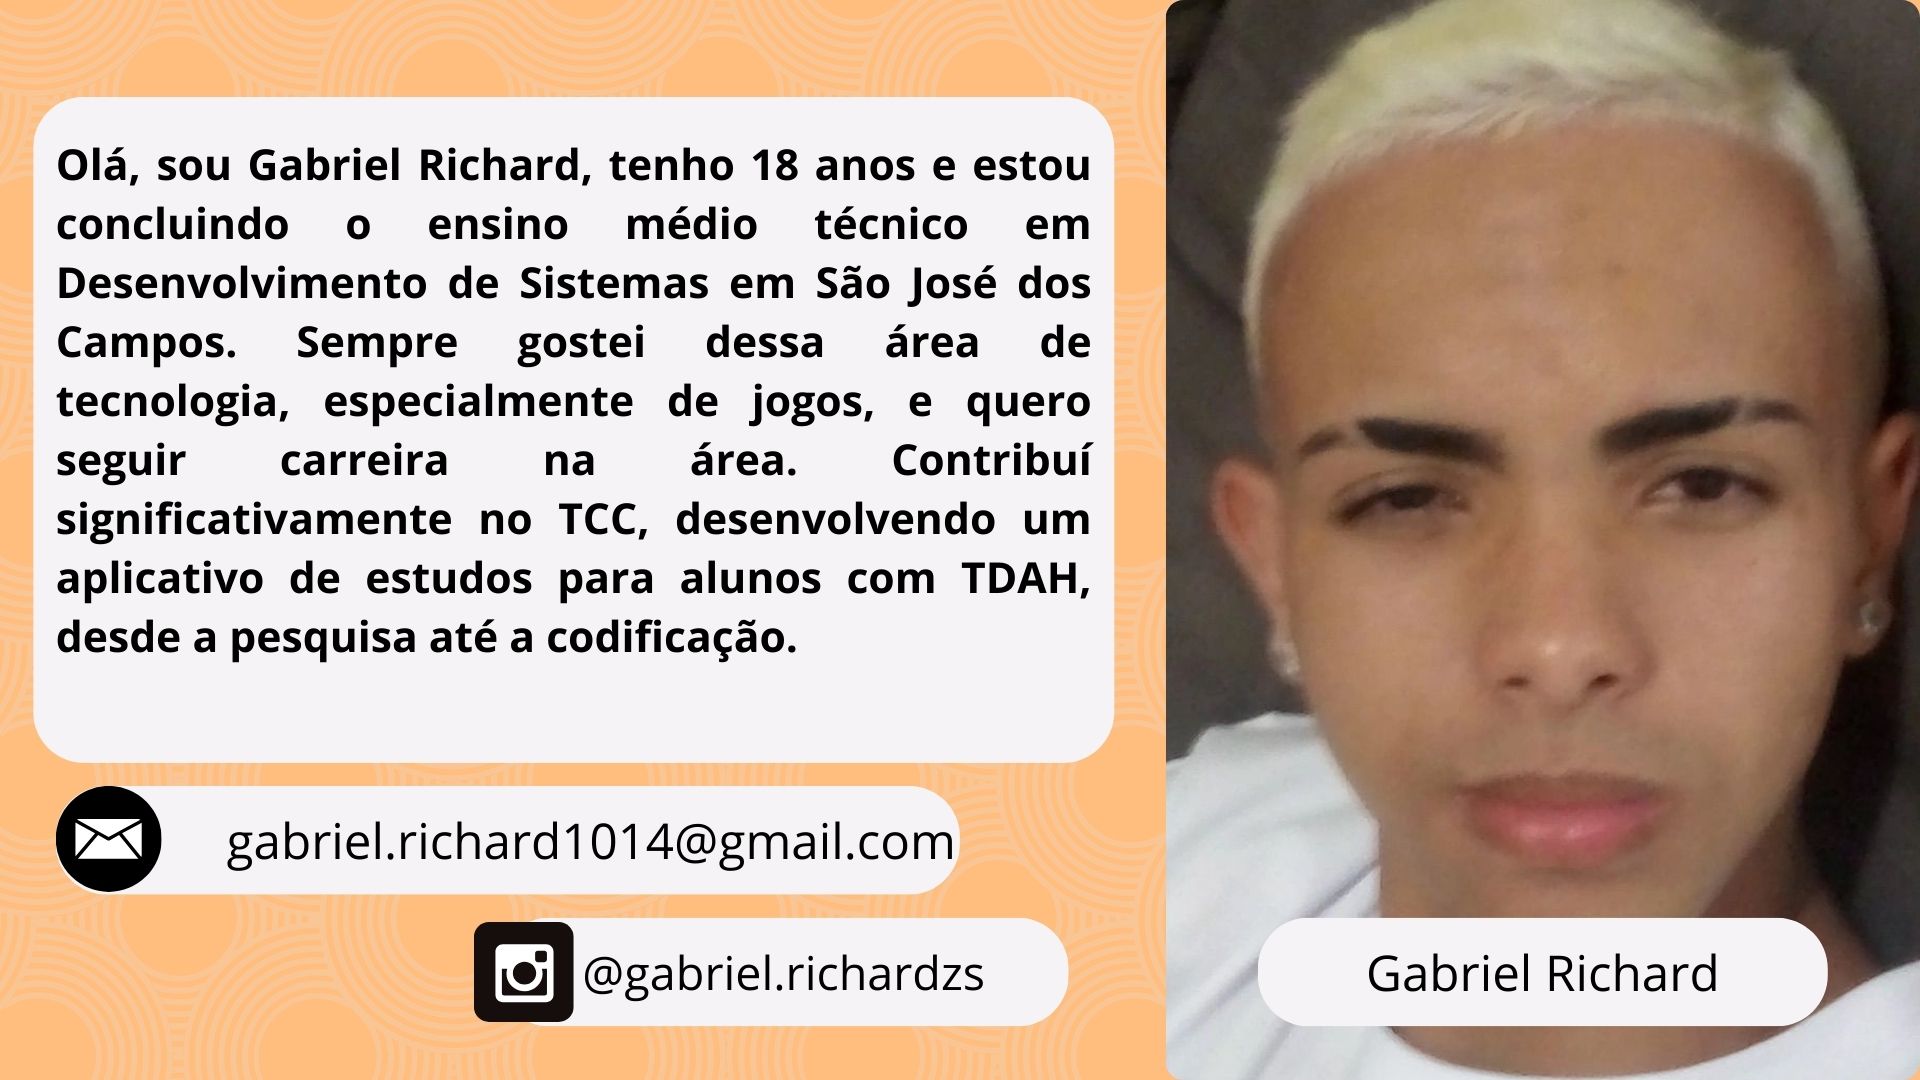 Olá, sou Gabriel Richard, tenho 18 anos e estou
concluindo o ensino médio técnico em
Desenvolvimento de Sistemas em São José dos
Campos. Sempre gostei dessa área de
tecnologia, especialmente de jogos, e quero
seguir carreira na área. Contribuí
significativamente no TCC, desenvolvendo um
aplicativo de estudos para alunos com TDAH,
desde a pesquisa até a codificação.
gabriel.richard1014@gmail.com
@gabriel.richardzs
Gabriel Richard